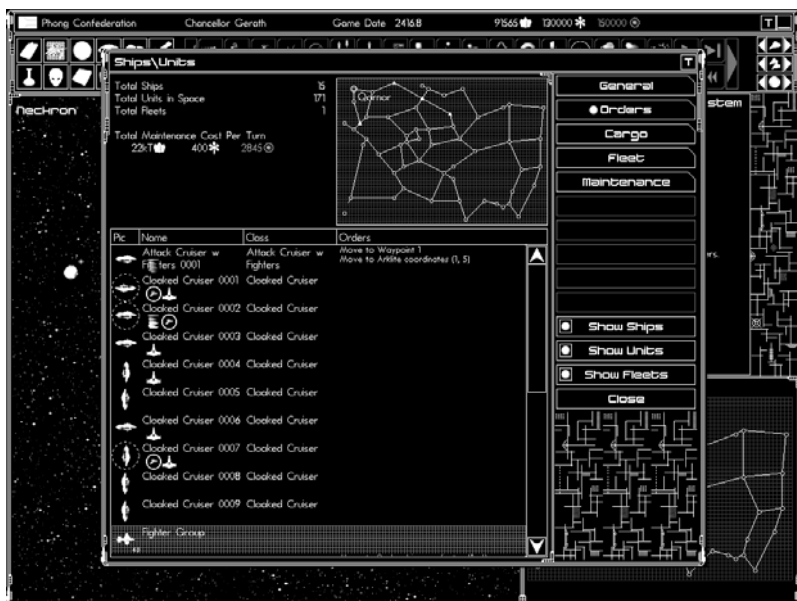 Phong Confederation Chancellor Gerath Game Date 2416.8 91565 130000 150000
T
Ships\Units T
Total Ships 15
Total Units in Space 171
Total Fleets 1
Total Maintenance Cost Per Turn
22kT 400 2845
Qamar
General
Orders
Cargo
Fleet
Maintenance
Neckron
stem
Pic Name Class Orders
Attack Cruiser w Fighters 0001 Attack Cruiser w Fighters Move to Waypoint 1
Move to Arklite coordinates (1, 5)
Cloaked Cruiser 0001 Cloaked Cruiser
Cloaked Cruiser 0002 Cloaked Cruiser
Cloaked Cruiser 0003 Cloaked Cruiser
Cloaked Cruiser 0004 Cloaked Cruiser
Cloaked Cruiser 0005 Cloaked Cruiser
Cloaked Cruiser 0006 Cloaked Cruiser
Cloaked Cruiser 0007 Cloaked Cruiser
Cloaked Cruiser 0008 Cloaked Cruiser
Cloaked Cruiser 0009 Cloaked Cruiser
Fighter Group
Show Ships
Show Units
Show Fleets
Close